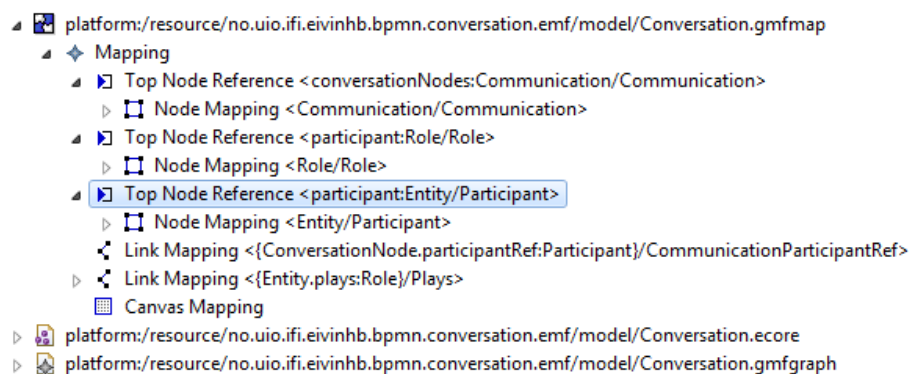 platform:/resource/no.uio.ifi.eivinhb.bpmn.conversation.emf/model/Conversation.gmfmap
Mapping
Top Node Reference <conversationNodes:Communication/Communication>
Node Mapping <Communication/Communication>
Top Node Reference <participant:Role/Role>
Node Mapping <Role/Role>
Top Node Reference <participant:Entity/Participant>
Node Mapping <Entity/Participant>
Link Mapping <{ConversationNode.participantRef:Participant}/CommunicationParticipantRef>
Link Mapping <{Entity.plays:Role}/Plays>
Canvas Mapping
platform:/resource/no.uio.ifi.eivinhb.bpmn.conversation.emf/model/Conversation.ecore
platform:/resource/no.uio.ifi.eivinhb.bpmn.conversation.emf/model/Conversation.gmfgraph